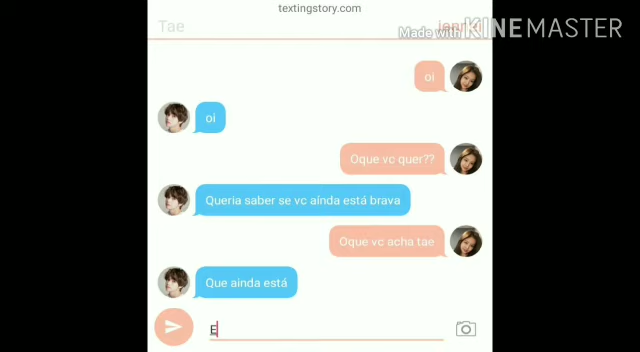 textingstory.com
Tae
jennie
Made with KINEMASTER
oi
oi
Oque vc quer??
Queria saber se vc ainda está brava
Oque vc acha tae
Que ainda está
E